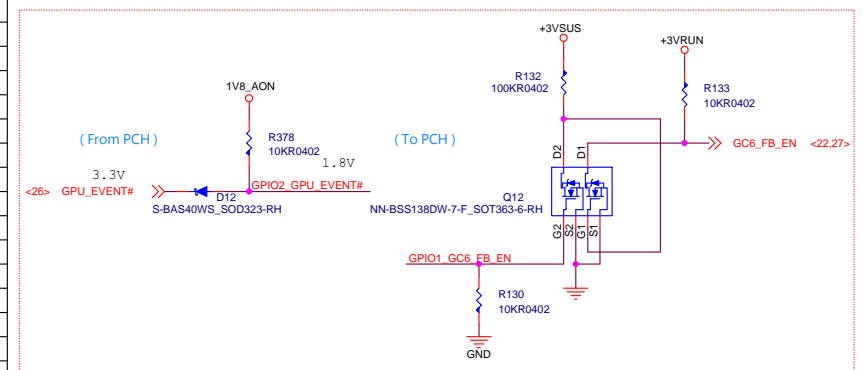 +3VSUS
+3VRUN
R132
100KR0402
R133
10KR0402
1V8_AON
R378
10KR0402
( From PCH )
( To PCH )
1.8V
3.3V
<26> GPU_EVENT#
GPIO2_GPU_EVENT#
D12
S-BAS40WS_SOD323-RH
D2
D1
GC6_FB_EN <22,27>
Q12
NN-BSS138DW-7-F_SOT363-6-RH
G2
S2
G1
S1
GPIO1_GC6_FB_EN
R130
10KR0402
GND